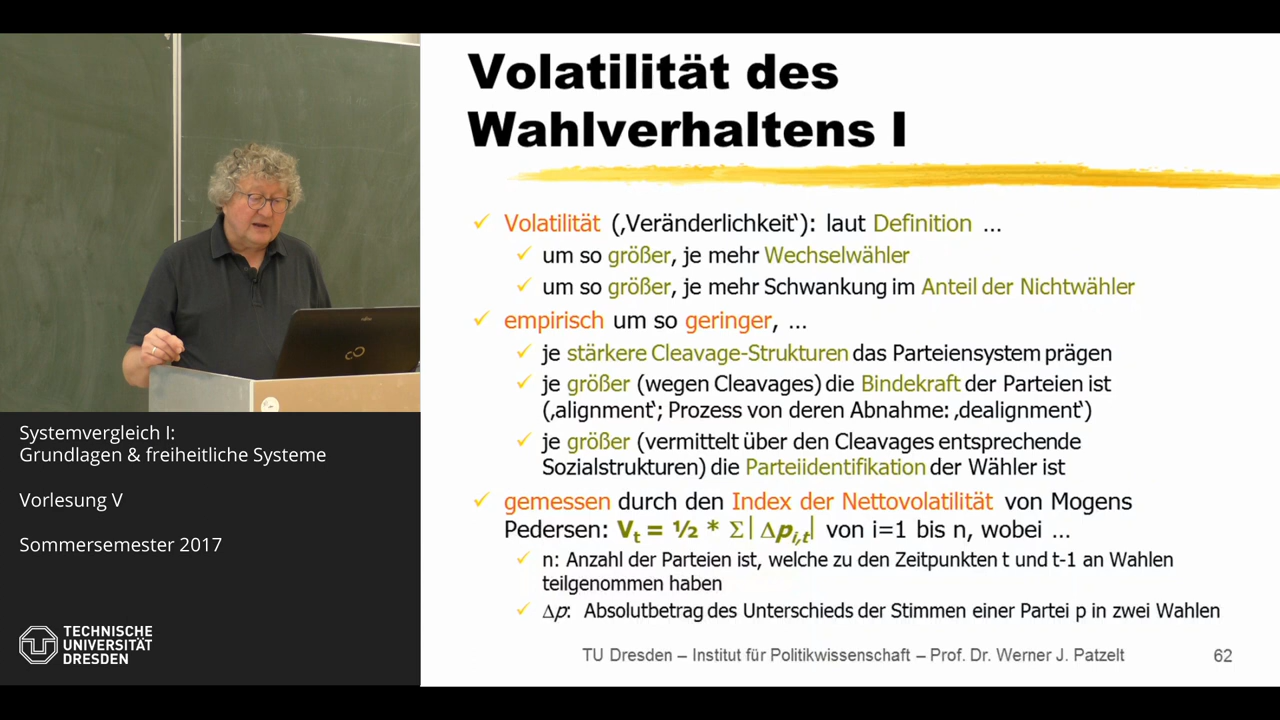 Volatilität des
Wahlverhaltens I
Volatilität (‚Veränderlichkeit‘): laut Definition …
um so größer, je mehr Wechselwähler
um so größer, je mehr Schwankung im Anteil der Nichtwähler
empirisch um so geringer, …
je stärkere Cleavage-Strukturen das Parteiensystem prägen
je größer (wegen Cleavages) die Bindekraft der Parteien ist
(‚alignment‘; Prozess von deren Abnahme: ‚dealignment‘)
je größer (vermittelt über den Cleavages entsprechende
Sozialstrukturen) die Parteiidentifikation der Wähler ist
gemessen durch den Index der Nettovolatilität von Mogens
Pedersen: Vt = ½ * Σ│Δpi,t│ von i=1 bis n, wobei …
n: Anzahl der Parteien ist, welche zu den Zeitpunkten t und t-1 an Wahlen
teilgenommen haben
Δp: Absolutbetrag des Unterschieds der Stimmen einer Partei p in zwei Wahlen
TU Dresden – Institut für Politikwissenschaft – Prof. Dr. Werner J. Patzelt 62
Systemvergleich I:
Grundlagen & freiheitliche Systeme
Vorlesung V
Sommersemester 2017
TECHNISCHE
UNIVERSITÄT
DRESDEN